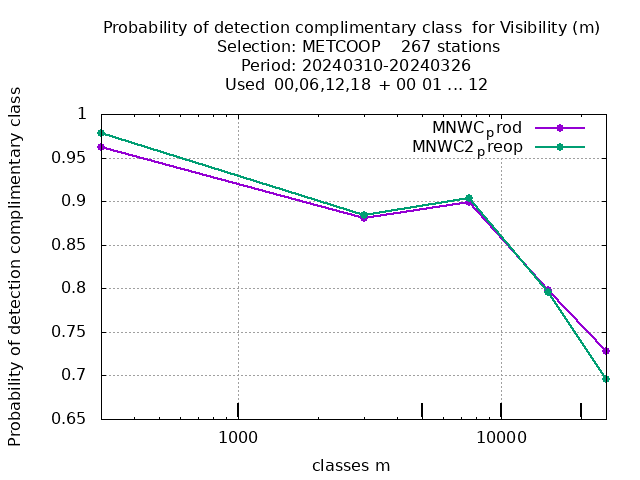 Probability of detection complimentary class  for Visibility (m)
Selection: METCOOP    267 stations
Period: 20240310-20240326
Used  00,06,12,18 + 00 01 ... 12
Probability of detection complimentary class
1
0.95
0.9
0.85
0.8
0.75
0.7
0.65
MNWCprod
MNWC2preop
1000
10000
classes m